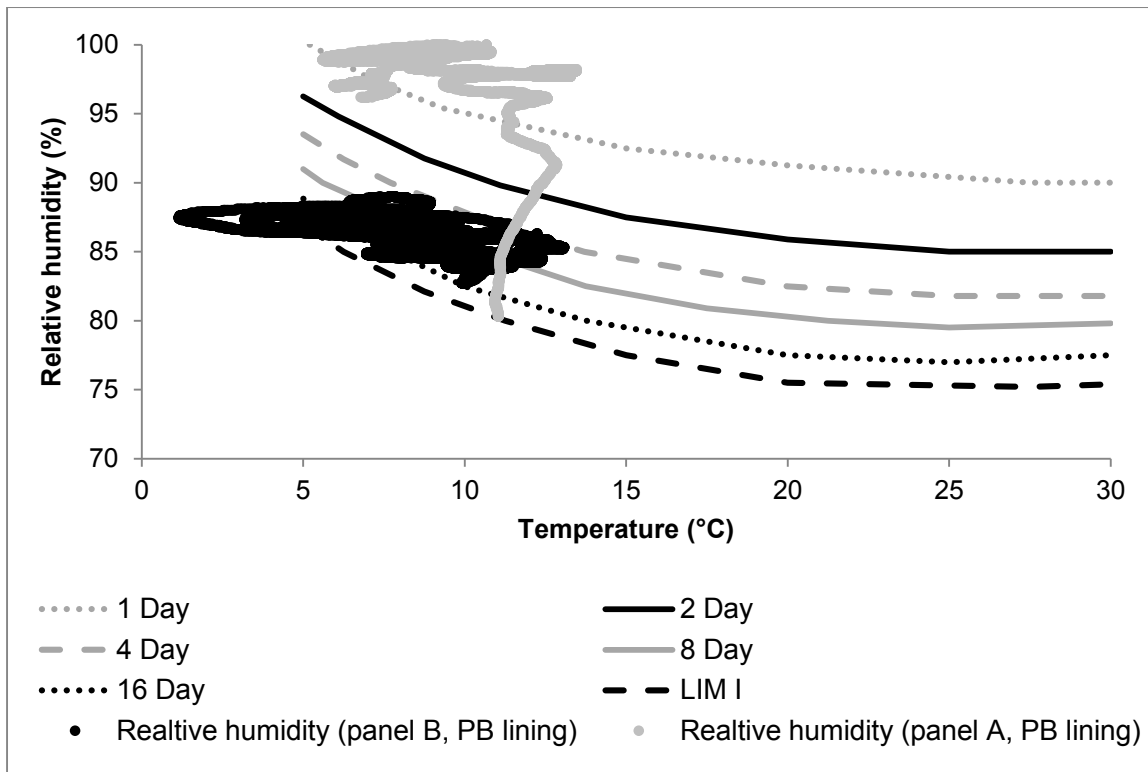 100
95
90
85
80
75
70
Relative humidity (%)
0 5 10 15 20 25 30
Temperature (°C)
1 Day 2 Day
4 Day 8 Day
16 Day LIM I
Realtive humidity (panel B, PB lining) Realtive humidity (panel A, PB lining)